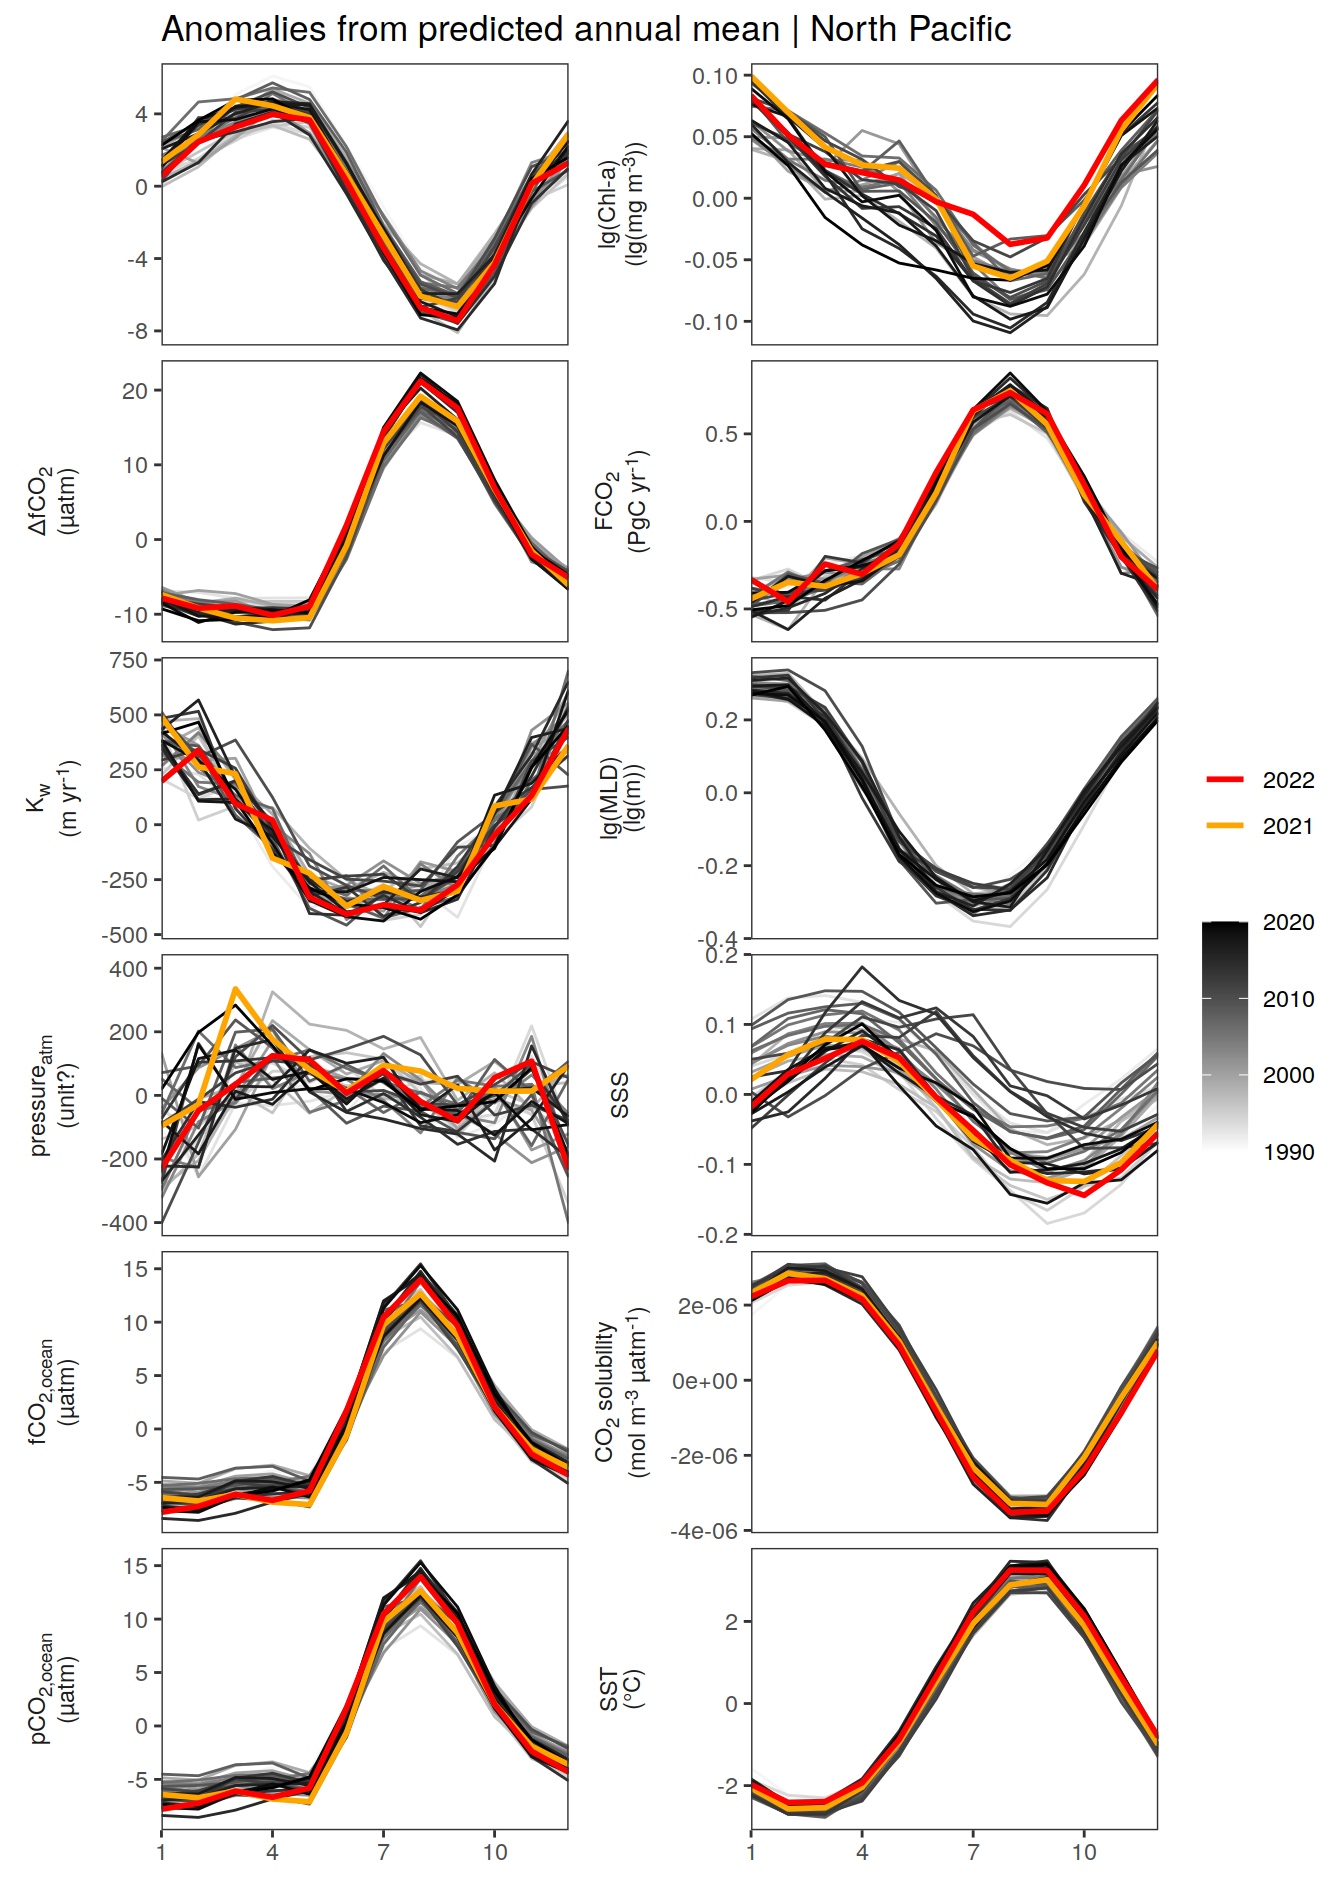 Anomalies from predicted annual mean | North Pacific
4
0
-4
-8
0.10
0.05
0.00
-0.05
-0.10
lg(Chl-a)
(lg(mg m-3))
20
10
0
-10
ΔfCO2
(µatm)
0.5
0.0
-0.5
FCO2
(PgC yr-1)
750
500
250
0
-250
-500
Kw
(m yr-1)
0.2
0.0
-0.2
-0.4
lg(MLD)
(lg(m))
400
200
0
-200
-400
pressureatm
(unit?)
0.2
0.1
0.0
-0.1
-0.2
SSS
15
10
5
0
-5
fCO2,ocean
(µatm)
2e-06
0e+00
-2e-06
-4e-06
CO2 solubility
(mol m-3 µatm-1)
15
10
5
0
-5
pCO2,ocean
(µatm)
2
0
-2
SST
(°C)
1 4 7 10
1 4 7 10
2022
2021
2020
2010
2000
1990